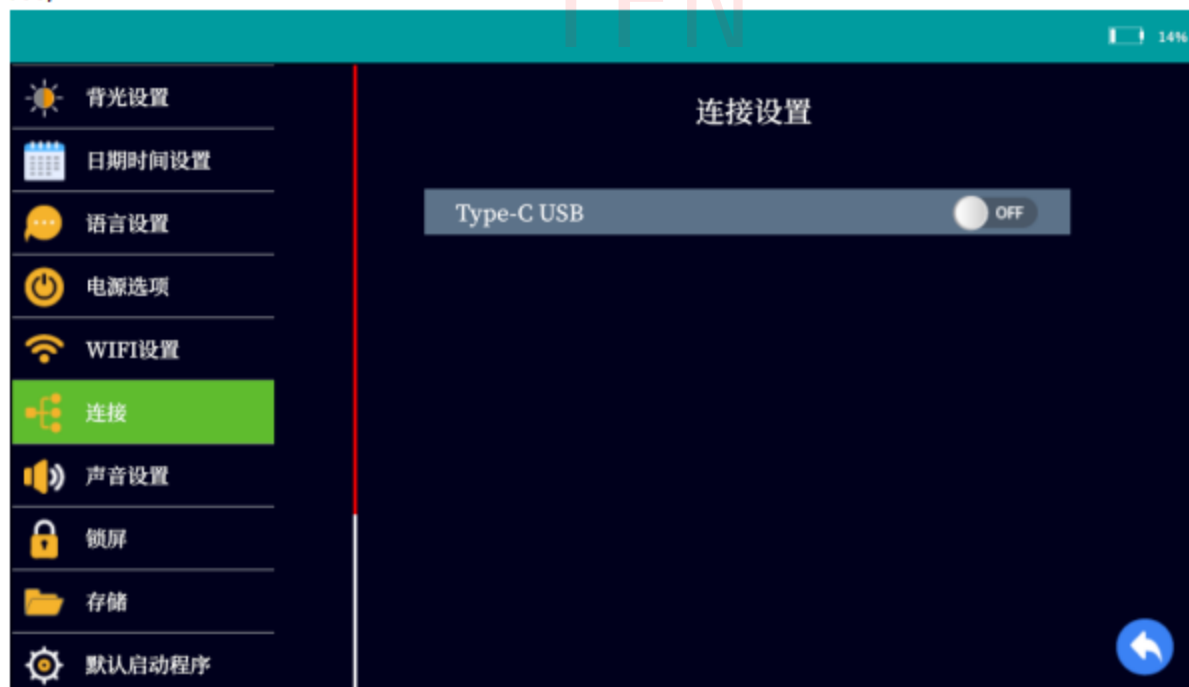 TFN
14%
背光设置
连接设置
日期时间设置
Type-C USB
OFF
语言设置
电源选项
WIFI设置
连接
声音设置
锁屏
存储
默认启动程序